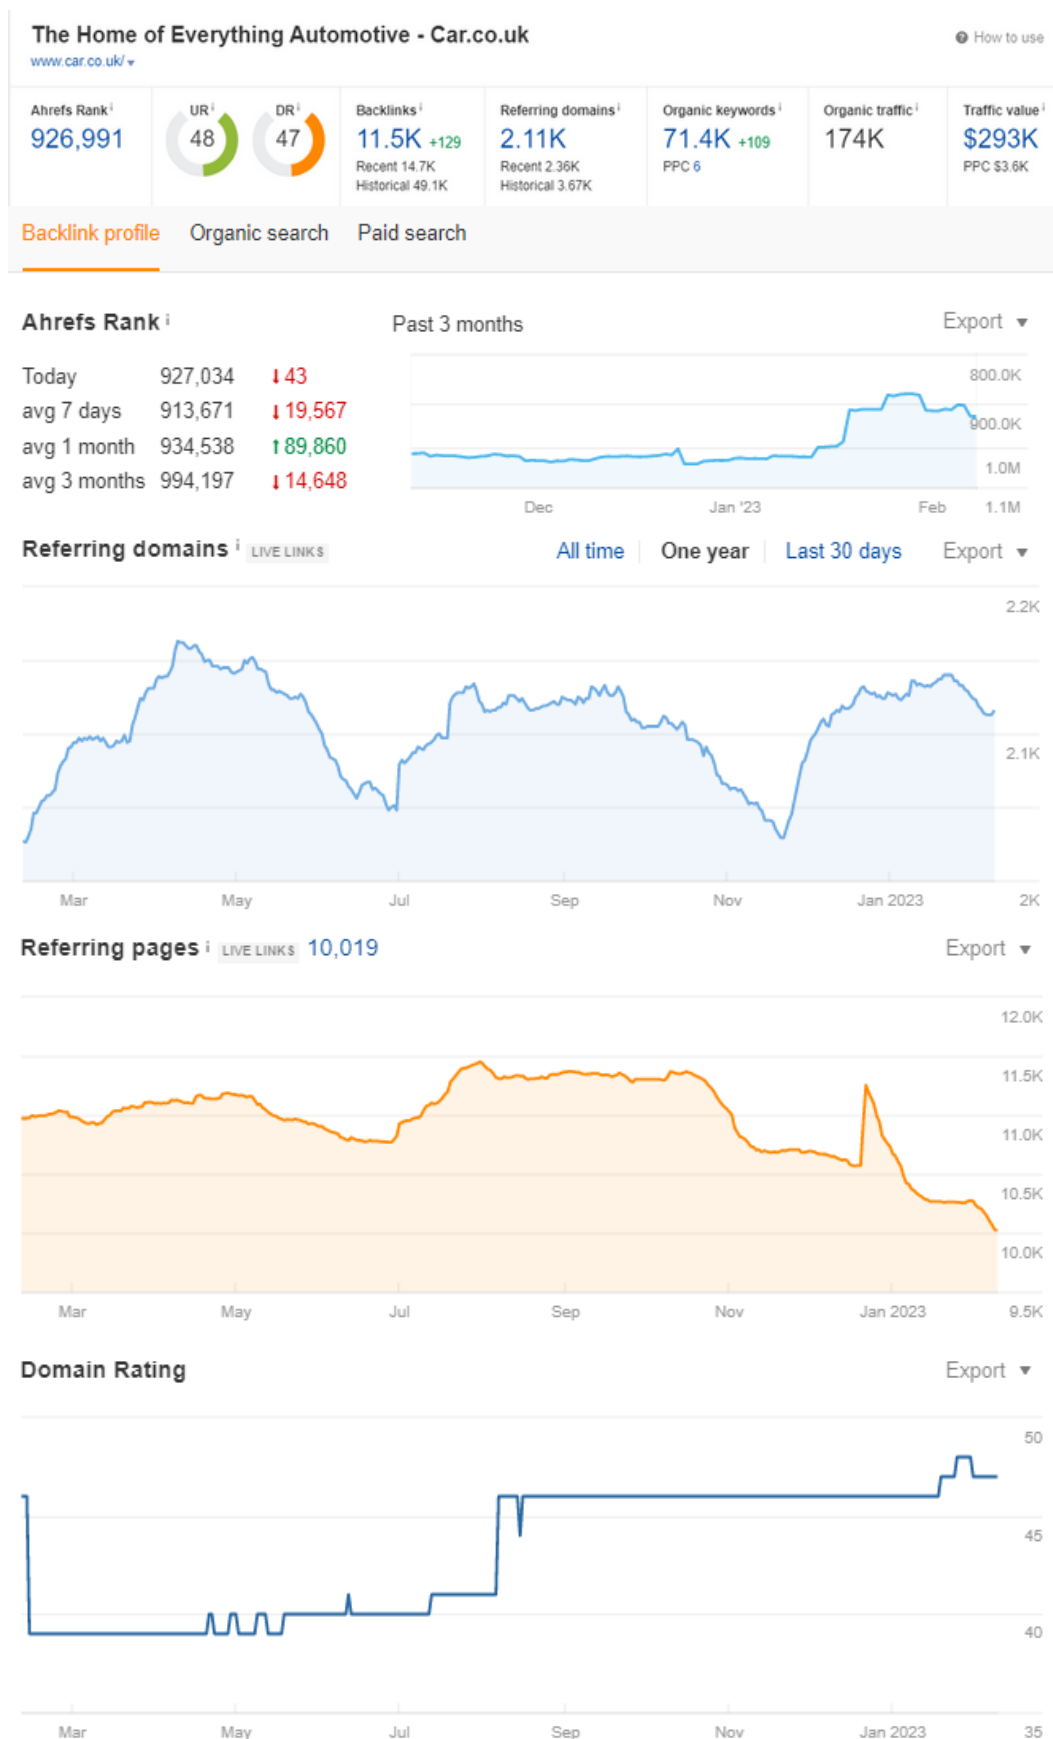 The Home of Everything Automotive - Car.co.uk
How to use
www.car.co.uk/
Ahrefs Rank UR DR Backlinks Referring domains Organic keywords Organic traffic Traffic value
926,991 48 47 11.5K +129 2.11K 71.4K +109 174K $293K
Recent 14.7K Recent 2.36K PPC 6 PPC $3.6K
Historical 49.1K Historical 3.67K
Backlink profile Organic search Paid search
Ahrefs Rank Past 3 months Export
Today 927,034 ↓43
avg 7 days 913,671 ↓19,567
avg 1 month 934,538 ↑89,860
avg 3 months 994,197 ↓14,648
800.0K
900.0K
1.0M
Dec Jan '23 Feb 1.1M
Referring domains LIVE LINKS All time One year Last 30 days Export
2.2K
2.1K
Mar May Jul Sep Nov Jan 2023 2K
Referring pages LIVE LINKS 10,019 Export
12.0K
11.5K
11.0K
10.5K
10.0K
Mar May Jul Sep Nov Jan 2023 9.5K
Domain Rating Export
50
45
40
Mar May Jul Sep Nov Jan 2023 35